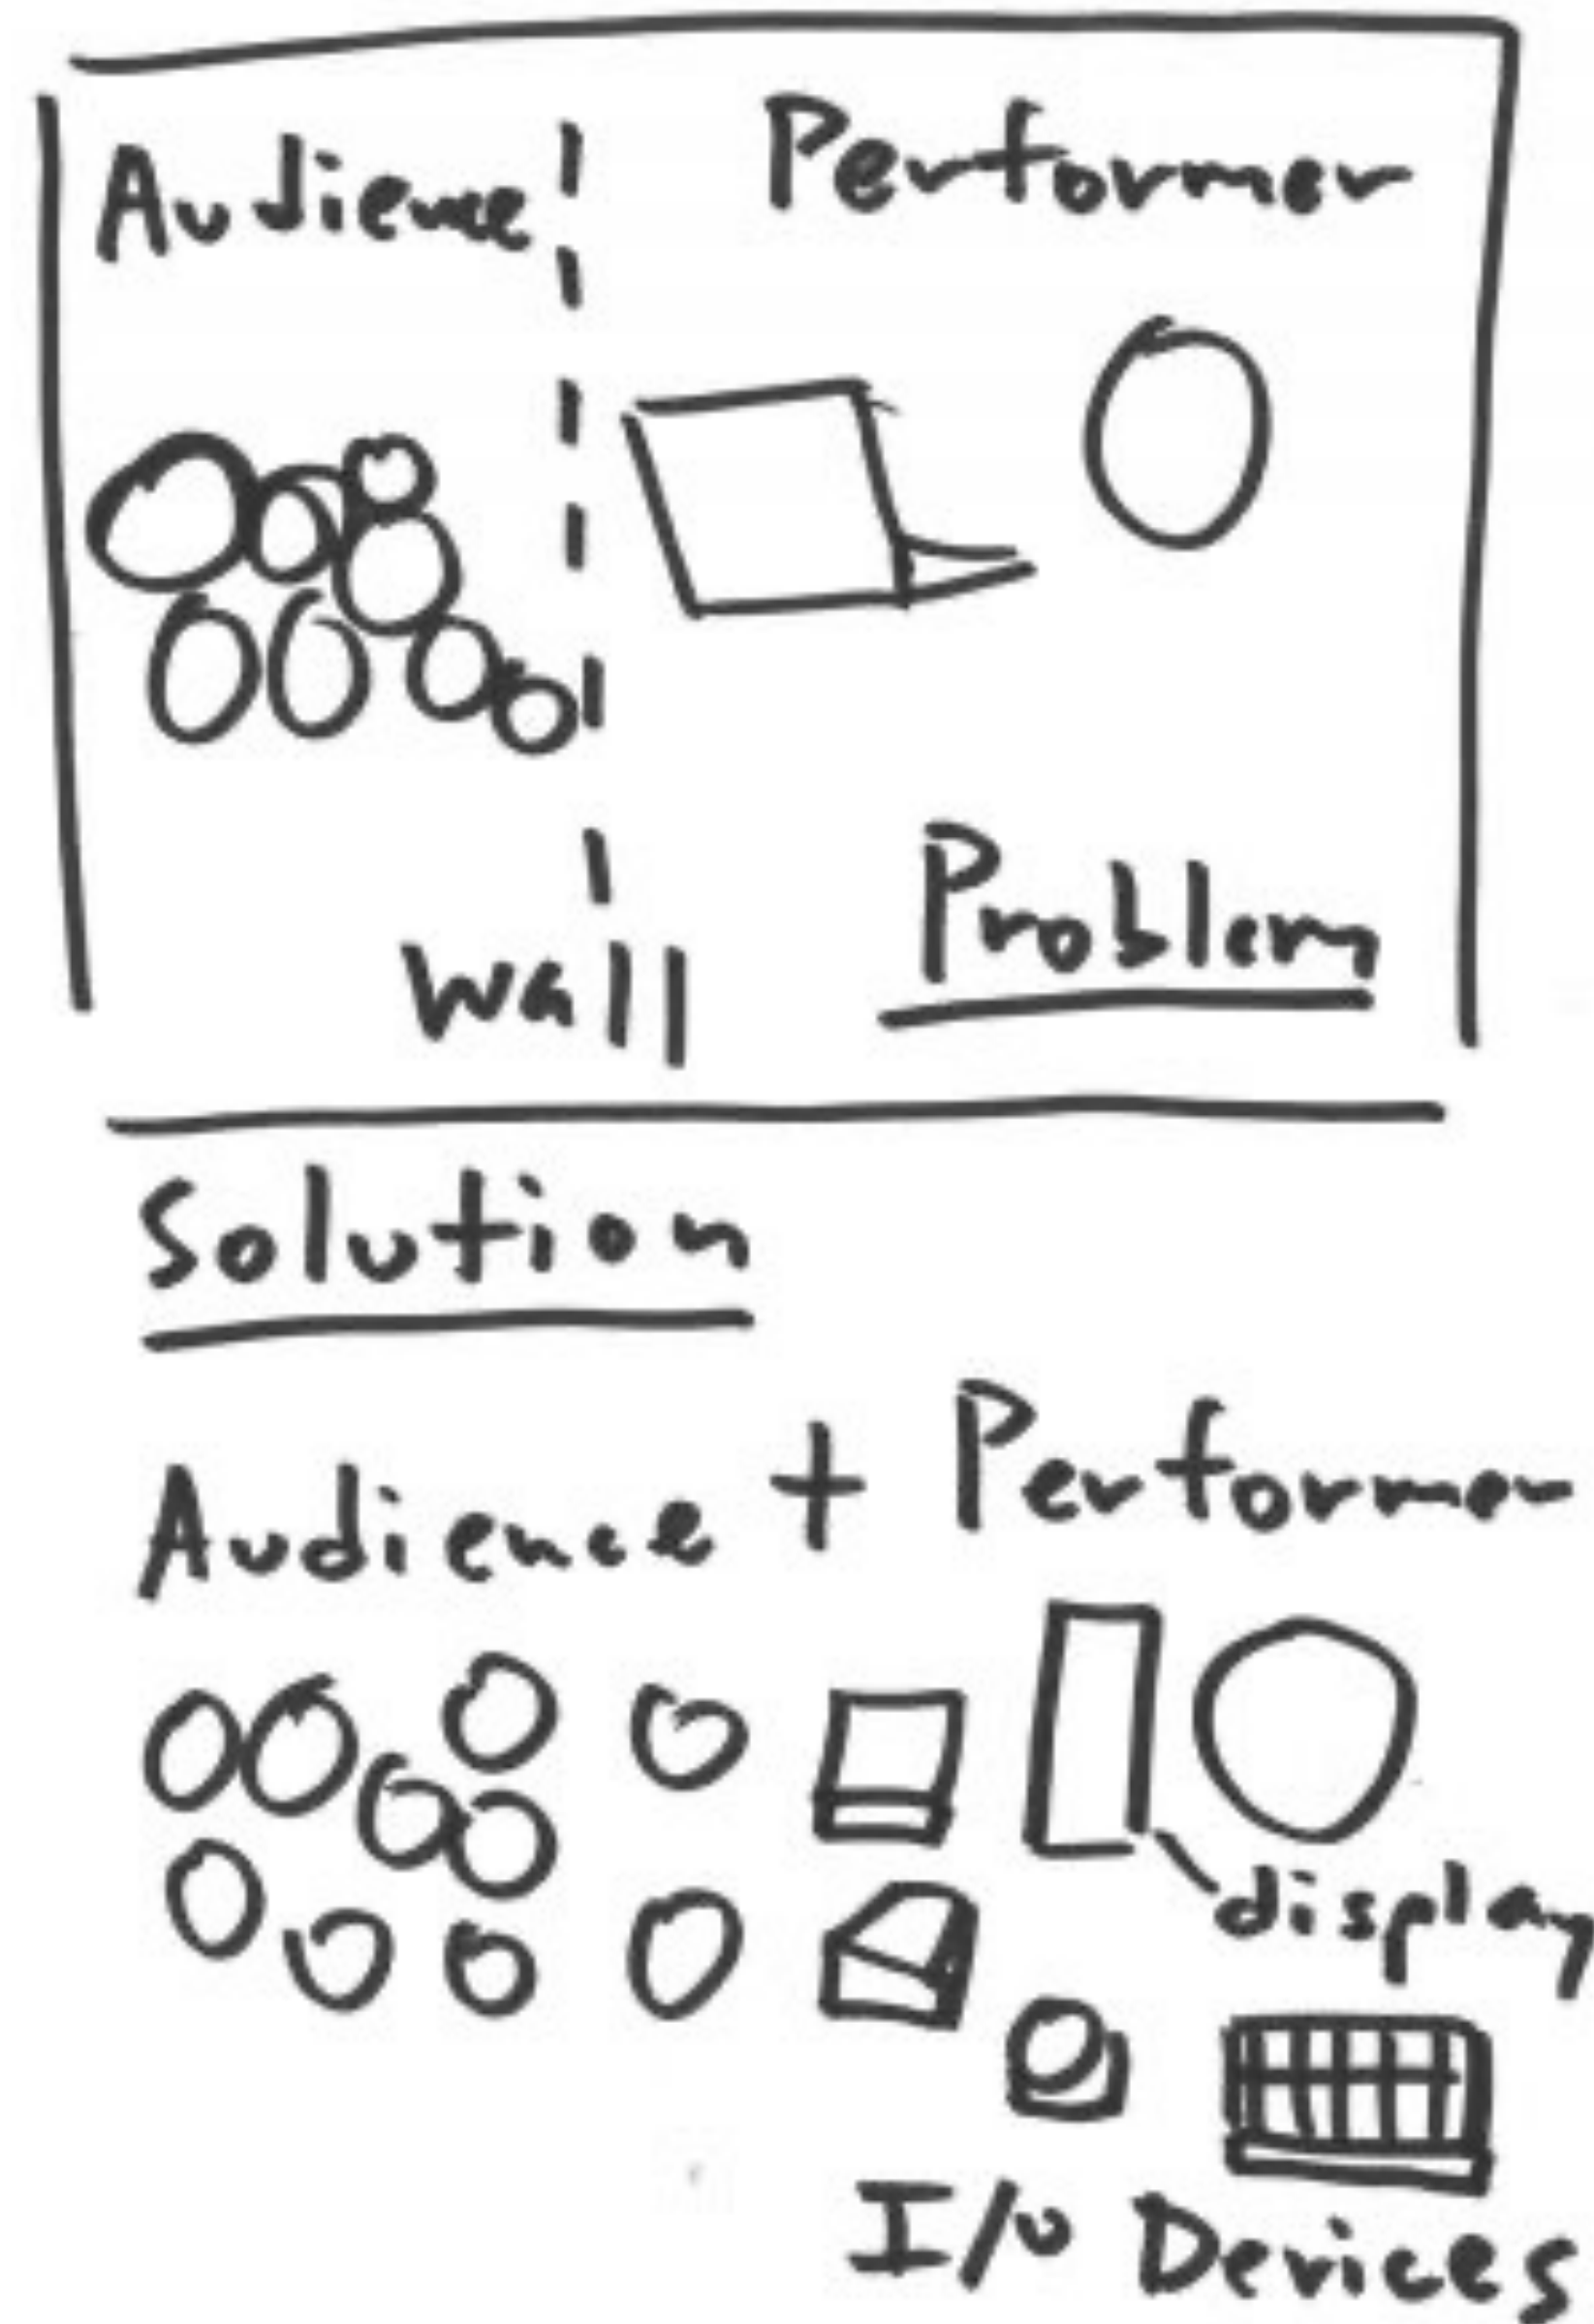 Audience
Performer
Wall
Problem
Solution
Audience + Performer
display
I/O Devices